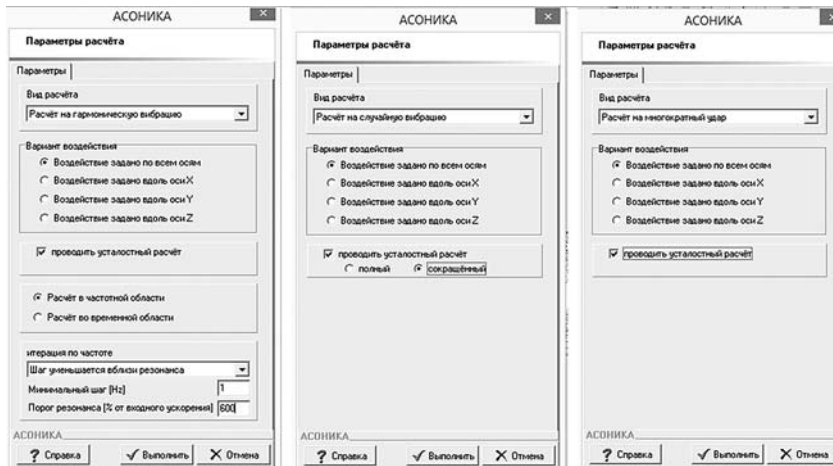 АСОНИКА
Параметры расчёта
Параметры
Вид расчёта
Расчёт на гармоническую вибрацию
Вариант воздействия
Воздействие задано по всем осям
Воздействие задано вдоль оси X
Воздействие задано вдоль оси Y
Воздействие задано вдоль оси Z
проводить усталостный расчёт
Расчёт в частотной области
Расчёт во временной области
итерация по частоте
Шаг уменьшается вблизи резонанса
Минимальный шаг [Hz] 1
Порог резонанса [% от входного ускорения] 600
АСОНИКА
? Справка Выполнить Отмена
АСОНИКА
Параметры расчёта
Параметры
Вид расчёта
Расчёт на случайную вибрацию
Вариант воздействия
Воздействие задано по всем осям
Воздействие задано вдоль оси X
Воздействие задано вдоль оси Y
Воздействие задано вдоль оси Z
проводить усталостный расчёт
полный сокращённый
АСОНИКА
? Справка Выполнить Отмена
АСОНИКА
Параметры расчёта
Параметры
Вид расчёта
Расчёт на многократный удар
Вариант воздействия
Воздействие задано по всем осям
Воздействие задано вдоль оси X
Воздействие задано вдоль оси Y
Воздействие задано вдоль оси Z
проводить усталостный расчёт
АСОНИКА
? Справка Выполнить Отмена